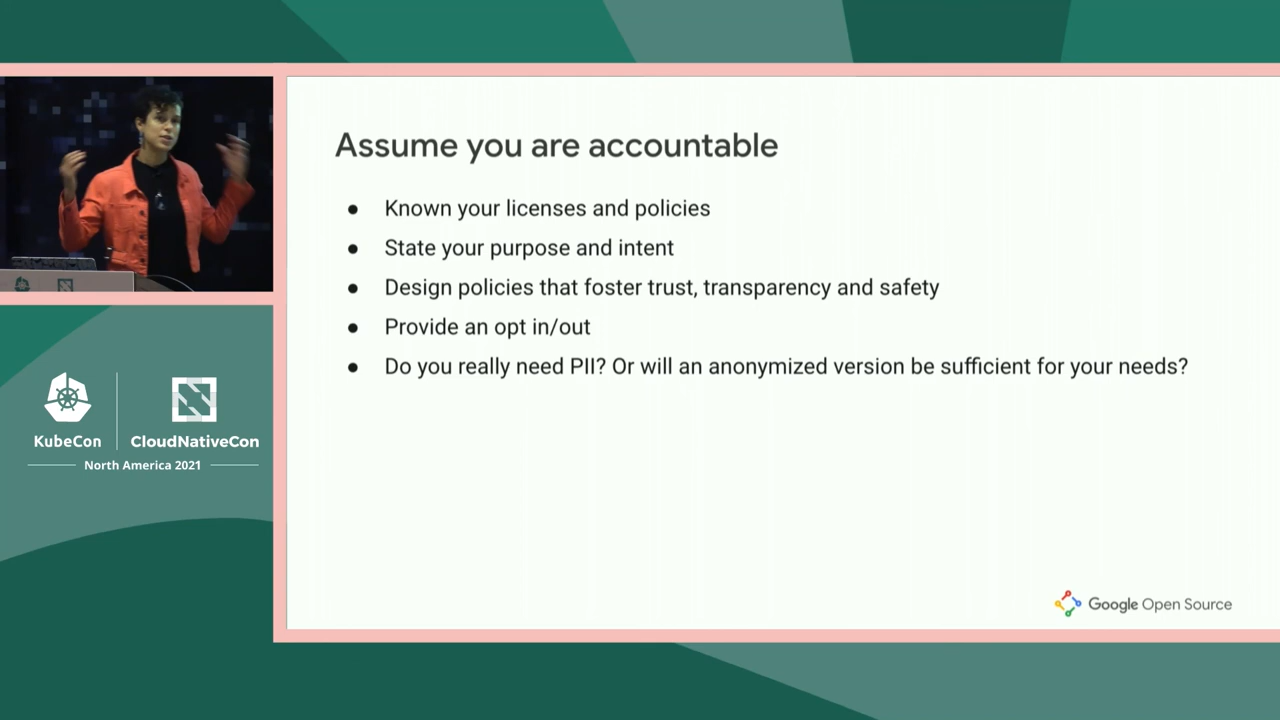 Assume you are accountable
● Known your licenses and policies
● State your purpose and intent
● Design policies that foster trust, transparency and safety
● Provide an opt in/out
● Do you really need PII? Or will an anonymized version be sufficient for your needs?
KubeCon
CloudNativeCon
North America 2021
Google Open Source